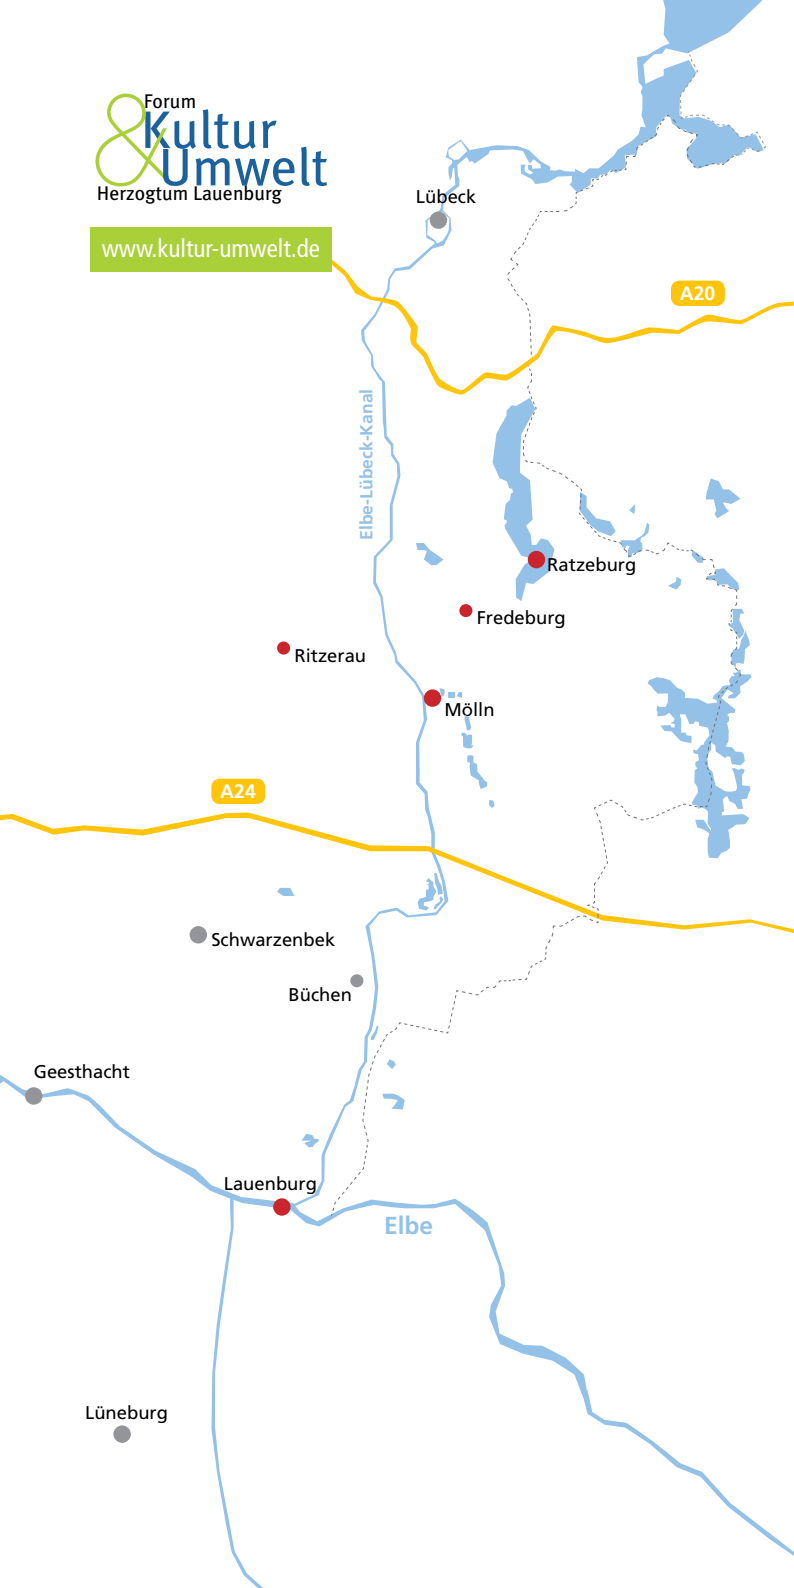 Forum
&Kultur
Umwelt
Herzogtum Lauenburg
www.kultur-umwelt.de
Lübeck
A20
Elbe-Lübeck-Kanal
Ratzeburg
Fredeburg
Ritzerau
Mölln
A24
Schwarzenbek
Büchen
Geesthacht
Lauenburg
Elbe
Lüneburg